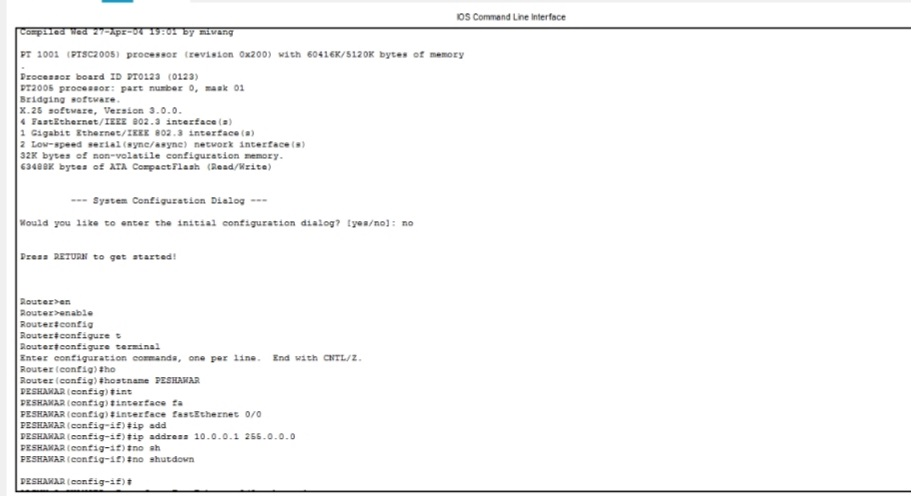 IOS Command Line Interface
Compiled Wed 27-Apr-04 19:01 by miwang
PT 1001 (PTSC2005) processor (revision 0x200) with 60416K/5120K bytes of memory
.
Processor board ID PT0123 (0123)
PT2005 processor: part number 0, mask 01
Bridging software.
X.25 software, Version 3.0.0.
4 FastEthernet/IEEE 802.3 interface(s)
1 Gigabit Ethernet/IEEE 802.3 interface(s)
2 Low-speed serial(sync/async) network interface(s)
32K bytes of non-volatile configuration memory.
63488K bytes of ATA CompactFlash (Read/Write)
--- System Configuration Dialog ---
Would you like to enter the initial configuration dialog? [yes/no]: no
Press RETURN to get started!
Router>en
Router>enable
Router#config
Router#configure t
Router#configure terminal
Enter configuration commands, one per line.  End with CNTL/Z.
Router(config)#ho
Router(config)#hostname PESHAWAR
PESHAWAR(config)#int
PESHAWAR(config)#interface fa
PESHAWAR(config)#interface fastEthernet 0/0
PESHAWAR(config-if)#ip add
PESHAWAR(config-if)#ip address 10.0.0.1 255.0.0.0
PESHAWAR(config-if)#no sh
PESHAWAR(config-if)#no shutdown
PESHAWAR(config-if)#